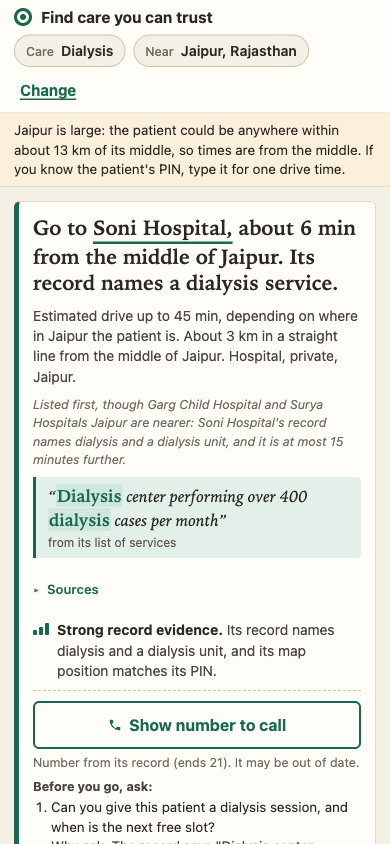 Find care you can trust
Care Dialysis Near Jaipur, Rajasthan
Change
Jaipur is large: the patient could be anywhere within
about 13 km of its middle, so times are from the middle. If
you know the patient's PIN, type it for one drive time.
Go to Soni Hospital, about 6 min
from the middle of Jaipur. Its
record names a dialysis service.
Estimated drive up to 45 min, depending on where
in Jaipur the patient is. About 3 km in a straight
line from the middle of Jaipur. Hospital, private,
Jaipur.
Listed first, though Garg Child Hospital and Surya
Hospitals Jaipur are nearer: Soni Hospital's record
names dialysis and a dialysis unit, and it is at most 15
minutes further.
“Dialysis center performing over 400
dialysis cases per month”
from its list of services
Sources
Strong record evidence. Its record names
dialysis and a dialysis unit, and its map
position matches its PIN.
Show number to call
Number from its record (ends 21). It may be out of date.
Before you go, ask:
1. Can you give this patient a dialysis session, and
when is the next free slot?